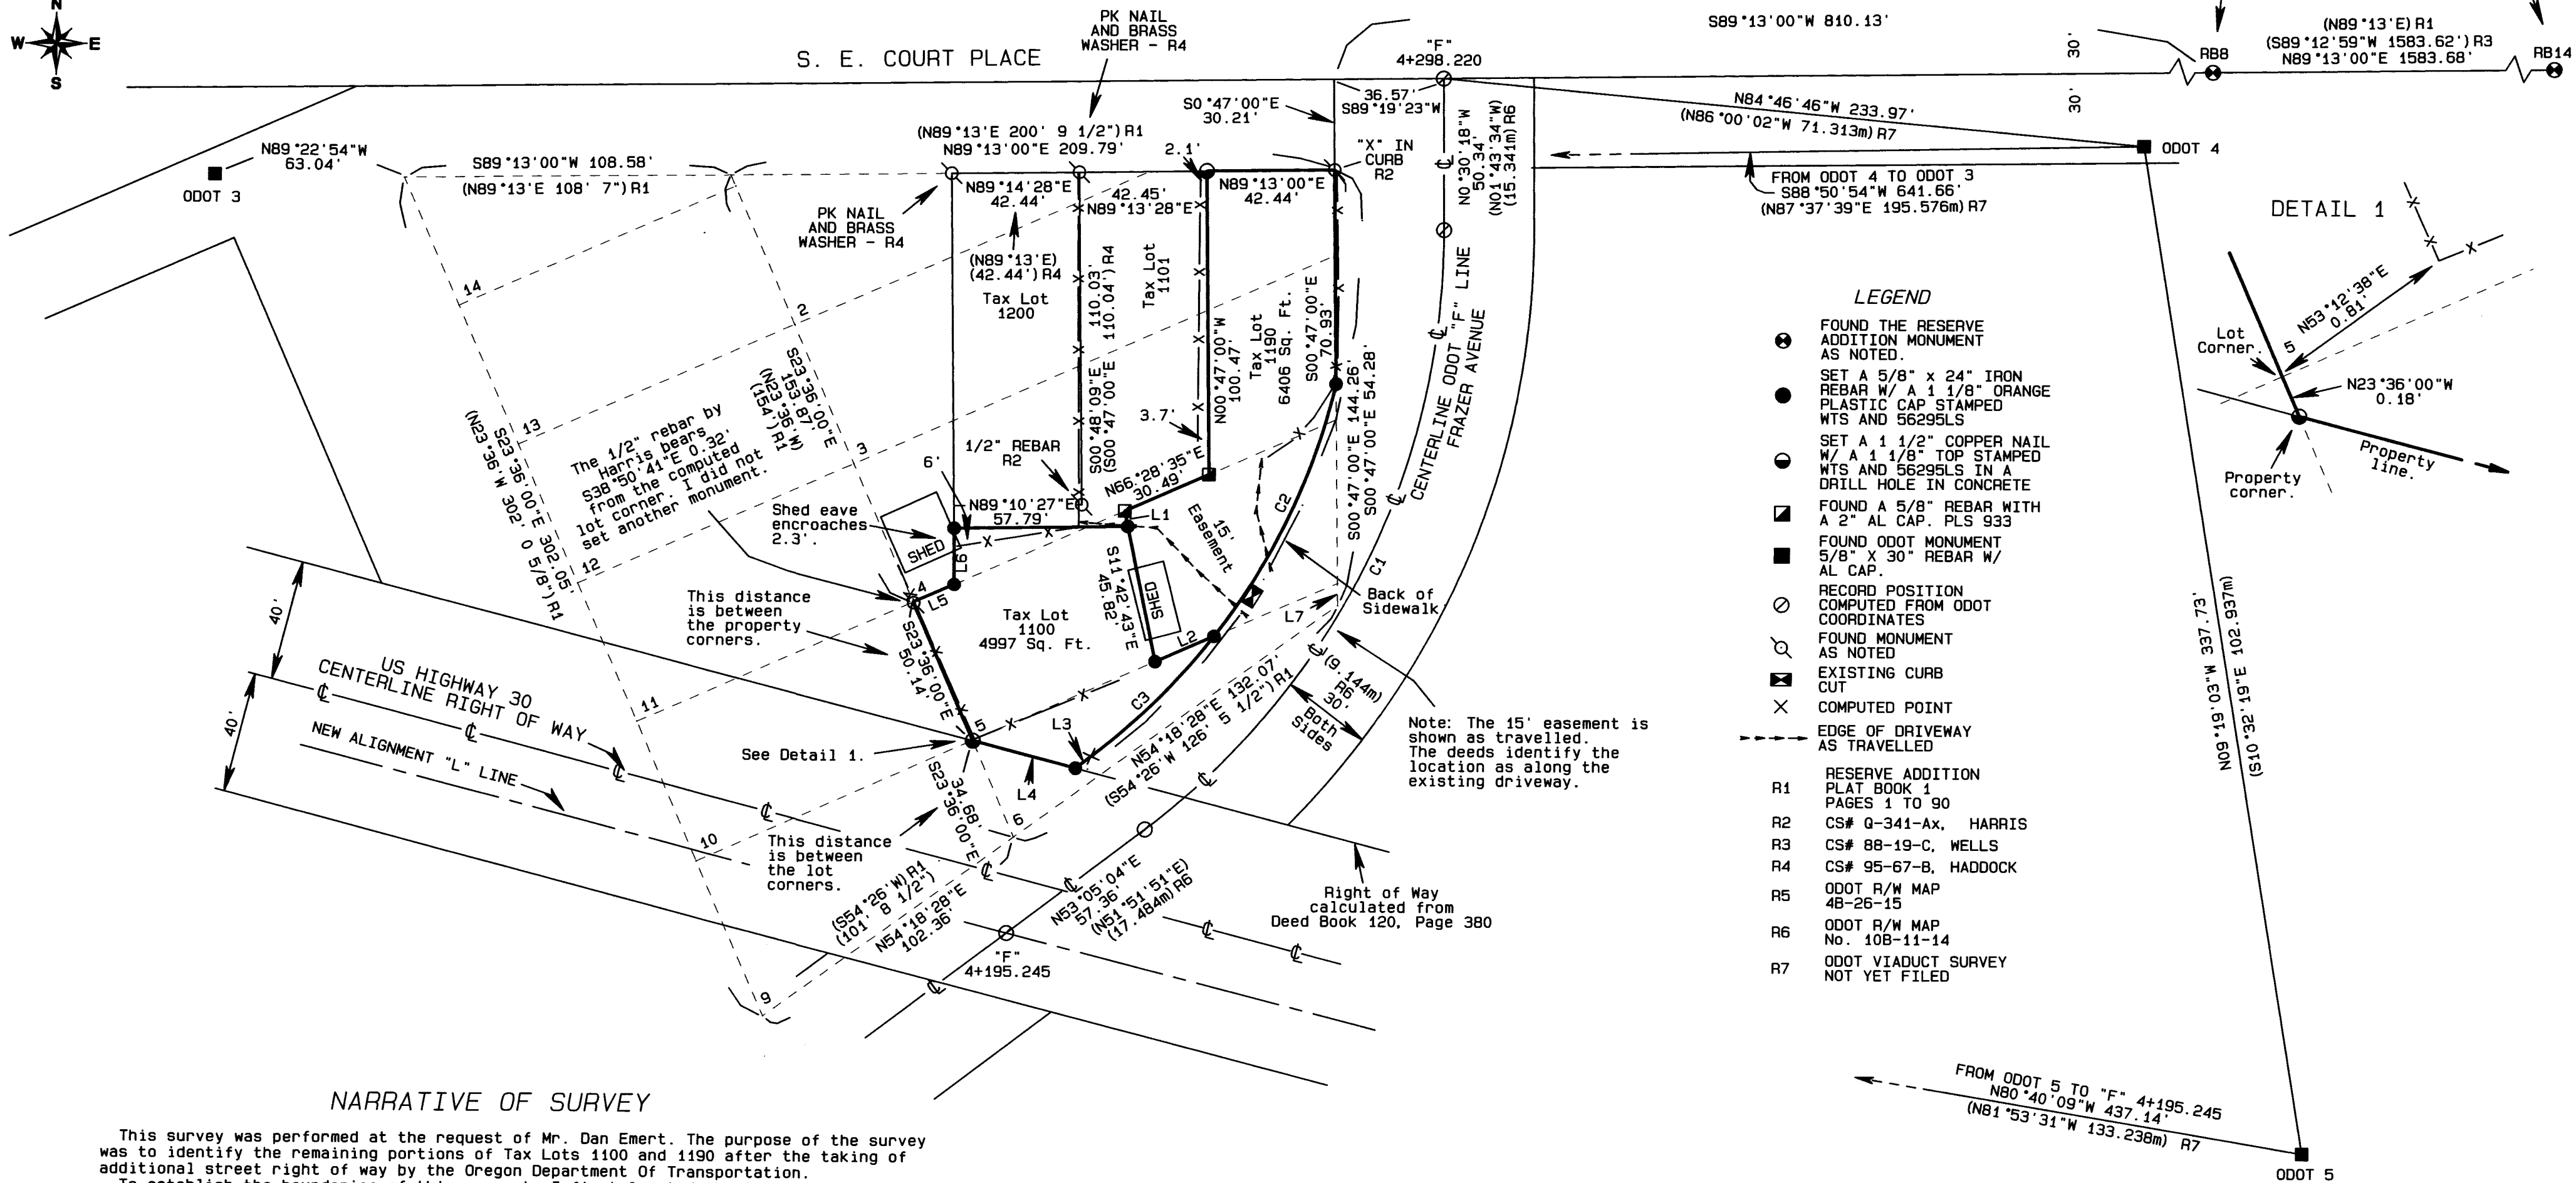 N
W E
S
S. E. COURT PLACE
PK NAIL
AND BRASS
WASHER - R4
"F"
4+298.220
S89°13'00"W 810.13'
30'
30'
RB8
(N89°13'E)R1
(S89°12'59"W 1583.62')R3
N89°13'00"E 1583.68'
RB14
36.57'
S89°19'23"W
S0°47'00"E
30.21'
N84°46'46"W 233.97'
(N86°00'02"W 71.313m)R7
ODOT 4
N89°22'54"W
63.04'
ODOT 3
S89°13'00"W 108.58'
(N89°13'E 108' 7")R1
(N89°13'E 200' 9 1/2")R1
N89°13'00"E 209.79'
2.1'
"X" IN
CURB
R2
N0°30'18"W
50.34'
(N01°43'34"W)
(15.341m)R6
FROM ODOT 4 TO ODOT 3
S88°50'54"W 641.66'
(N87°37'39"E 195.576m)R7
PK NAIL
AND BRASS
WASHER - R4
N89°14'28"E
42.44'
42.45'
N89°13'28"E
N89°13'00"E
42.44'
(N89°13'E)
(42.44')R4
Tax Lot
1200
S00°48'09"E 110.03'
(S00°47'00"E 110.04')R4
Tax Lot
1101
N00°47'00"W
100.47'
Tax Lot
1190
6406 Sq. Ft.
S00°47'00"E
70.93'
S00°47'00"E 144.26'
S00°47'00"E 54.28'
CENTERLINE ODOT "F" LINE
FRAZER AVENUE
14
13
12
11
10
9
2
3
4
5
6
S23°36'00"E
153.87'
(N23°36'W)
(154')R1
S23°36'00"E 302.05'
(N23°36'W 302' 0 5/8")R1
The 1/2" rebar by
Harris bears
S38°50'41"E 0.32'
from the computed
lot corner. I did not
set another monument.
1/2" REBAR
R2
3.7'
6'
N66°28'35"E
30.49'
N89°10'27"E
57.79'
L1
Shed eave
encroaches
2.3'.
SHED
L6
L5
S11°42'43"E
45.82'
SHED
L2
15'
Easement
C2
C1
C3
L7
Back of
Sidewalk
This distance
is between
the property
corners.
Tax Lot
1100
4997 Sq. Ft.
S23°36'00"E
50.14'
See Detail 1.
L3
L4
34.68'
S23°36'00"E
This distance
is between
the lot
corners.
N54°18'28"E 132.07'
(S54°26'W 126' 5 1/2")R1
(9.144m)
R6
30'
Both
Sides
Note: The 15' easement is
shown as travelled.
The deeds identify the
location as along the
existing driveway.
40'
40'
US HIGHWAY 30
CENTERLINE RIGHT OF WAY
NEW ALIGNMENT "L" LINE
(S54°26'W)R1
(101' 8 1/2")
N54°18'28"E
102.36'
N53°05'04"E
57.36'
(N51°51'51"E)
(17.484m)R6
"F"
4+195.245
Right of Way
calculated from
Deed Book 120, Page 380
LEGEND
FOUND THE RESERVE
ADDITION MONUMENT
AS NOTED.
SET A 5/8" x 24" IRON
REBAR W/ A 1 1/8" ORANGE
PLASTIC CAP STAMPED
WTS AND 56295LS
SET A 1 1/2" COPPER NAIL
W/ A 1 1/8" TOP STAMPED
WTS AND 56295LS IN A
DRILL HOLE IN CONCRETE
FOUND A 5/8" REBAR WITH
A 2" AL CAP. PLS 933
FOUND ODOT MONUMENT
5/8" X 30" REBAR W/
AL CAP.
RECORD POSITION
COMPUTED FROM ODOT
COORDINATES
FOUND MONUMENT
AS NOTED
EXISTING CURB
CUT
COMPUTED POINT
EDGE OF DRIVEWAY
AS TRAVELLED
R1 RESERVE ADDITION
PLAT BOOK 1
PAGES 1 TO 90
R2 CS# Q-341-Ax, HARRIS
R3 CS# 88-19-C, WELLS
R4 CS# 95-67-B, HADDOCK
R5 ODOT R/W MAP
4B-26-15
R6 ODOT R/W MAP
No. 10B-11-14
R7 ODOT VIADUCT SURVEY
NOT YET FILED
DETAIL 1
N53°12'38"E
0.81'
Lot
Corner.
5
N23°36'00"W
0.18'
Property
corner.
Property
line.
N09°19'03"W 337.73'
(S10°32'19"E 102.937m)
FROM ODOT 5 TO "F" 4+195.245
N80°40'09"W 437.14'
(N81°53'31"W 133.238m) R7
ODOT 5
NARRATIVE OF SURVEY
This survey was performed at the request of Mr. Dan Emert. The purpose of the survey
was to identify the remaining portions of Tax Lots 1100 and 1190 after the taking of
additional street right of way by the Oregon Department Of Transportation.